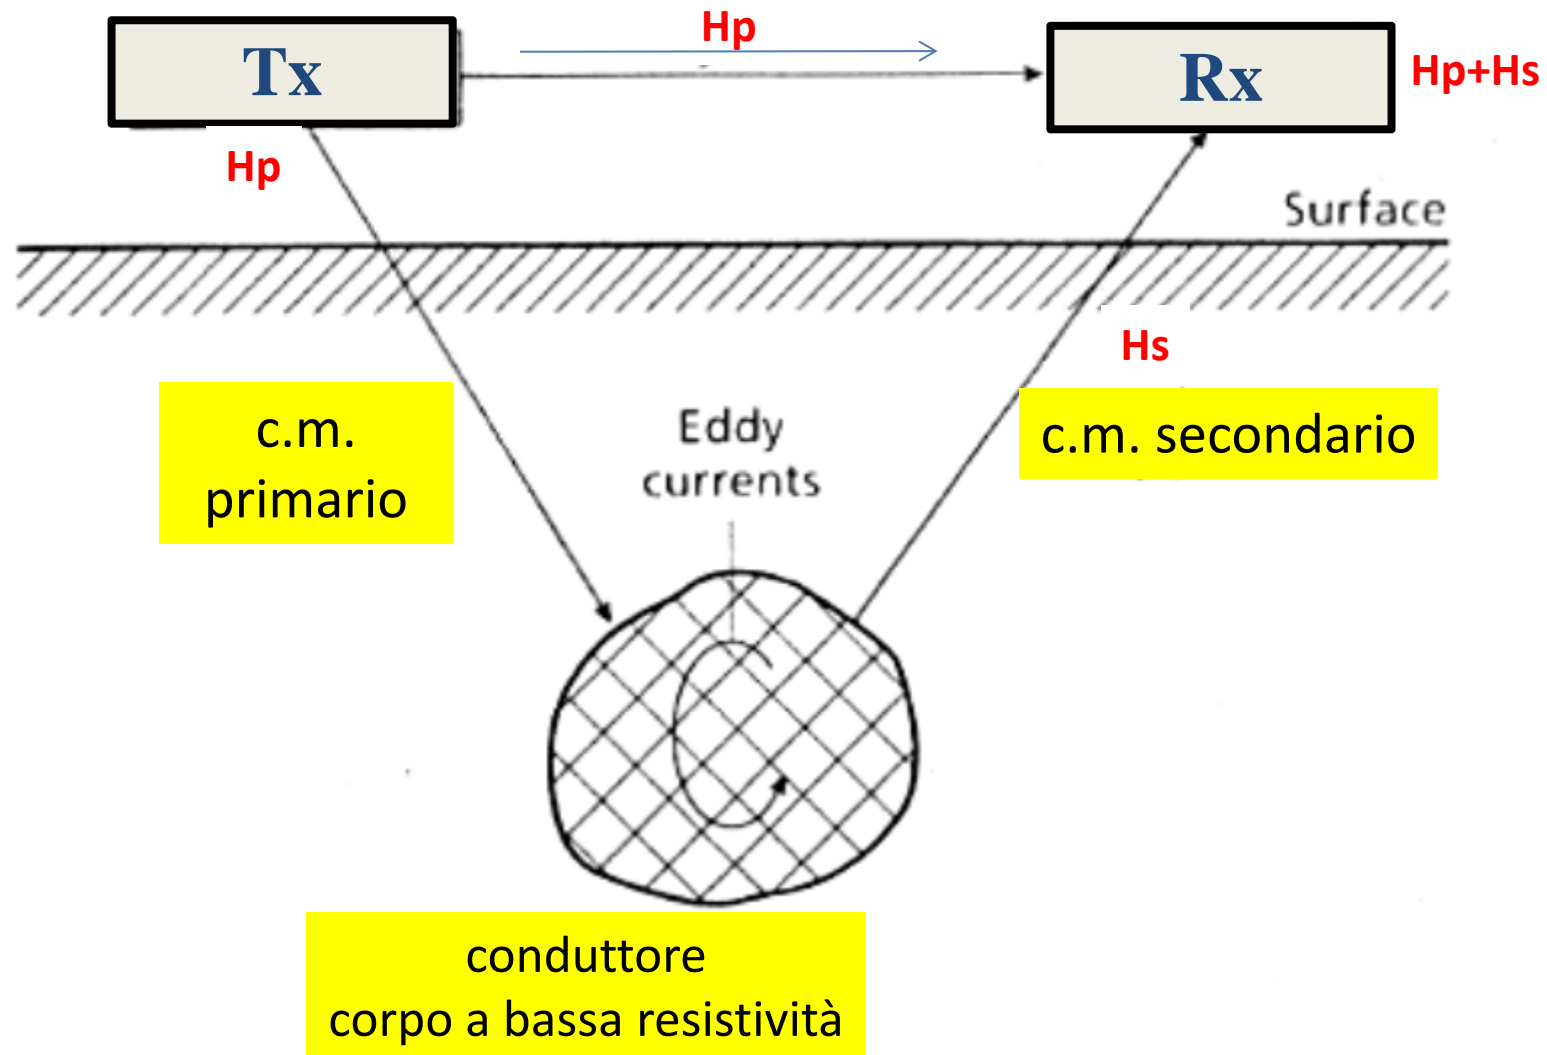 Hp
Tx
Rx
Hp+Hs
Hp
Surface
Hs
c.m.
primario
Eddy
currents
c.m. secondario
conduttore
corpo a bassa resistività